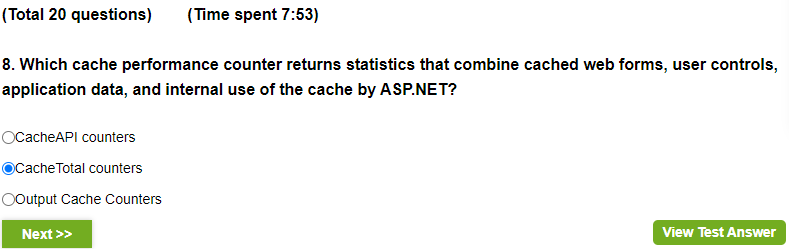 (Total 20 questions) (Time spent 7:53)
8. Which cache performance counter returns statistics that combine cached web forms, user controls,
application data, and internal use of the cache by ASP.NET?
CacheAPI counters
CacheTotal counters
Output Cache Counters
Next >> View Test Answer